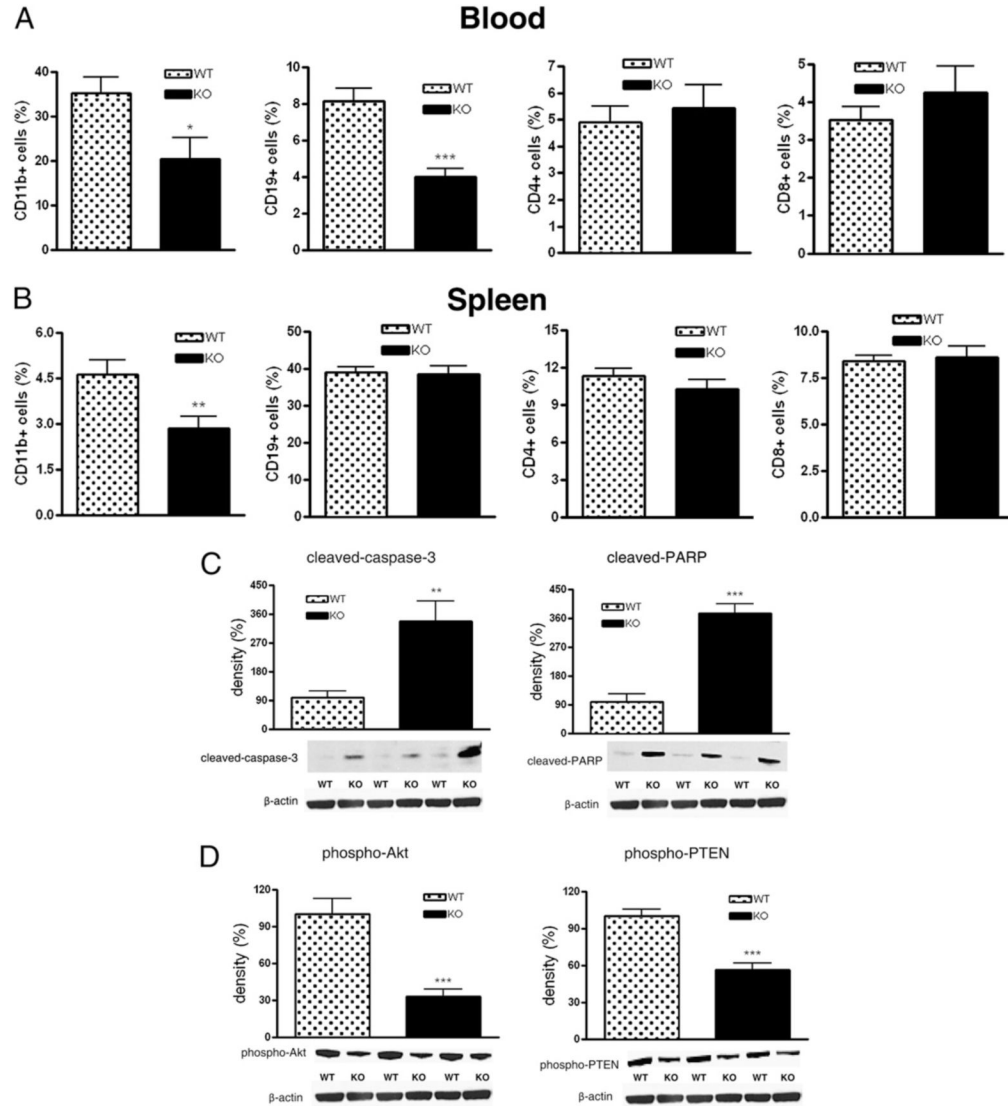 A
Blood
CD11b+ cells (%)
40
30
20
10
0
WT
KO
*
CD19+ cells (%)
10
8
6
4
2
0
WT
KO
***
CD4+ cells (%)
7
6
5
4
3
2
1
0
WT
KO
CD8+ cells (%)
5
4
3
2
1
0
WT
KO
B
Spleen
CD11b+ cells (%)
6.0
4.5
3.0
1.5
0.0
WT
KO
**
CD19+ cells (%)
50
40
30
20
10
0
WT
KO
CD4+ cells (%)
15
12
9
6
3
0
WT
KO
CD8+ cells (%)
10.0
7.5
5.0
2.5
0.0
WT
KO
C
cleaved-caspase-3
density (%)
450
360
270
180
90
0
WT
KO
**
cleaved-caspase-3
WT KO WT KO WT KO
β-actin
cleaved-PARP
density (%)
450
360
270
180
90
0
WT
KO
***
cleaved-PARP
WT KO WT KO WT KO
β-actin
D
phospho-Akt
density (%)
120
90
60
30
0
WT
KO
***
phospho-Akt
WT KO WT KO WT KO
β-actin
phospho-PTEN
density (%)
120
90
60
30
0
WT
KO
***
phospho-PTEN
WT KO WT KO WT KO
β-actin